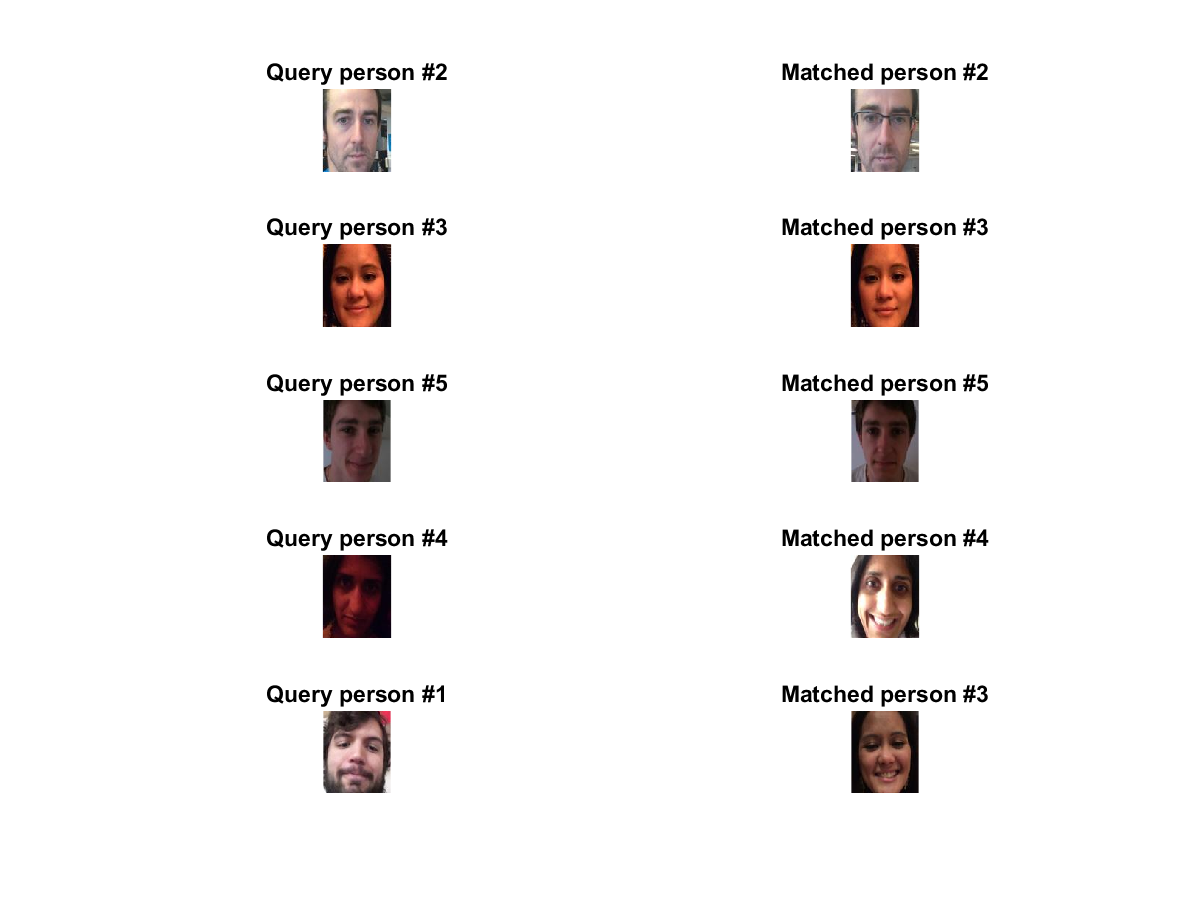 Query person #2
Matched person #2
Query person #3
Matched person #3
Query person #5
Matched person #5
Query person #4
Matched person #4
Query person #1
Matched person #3